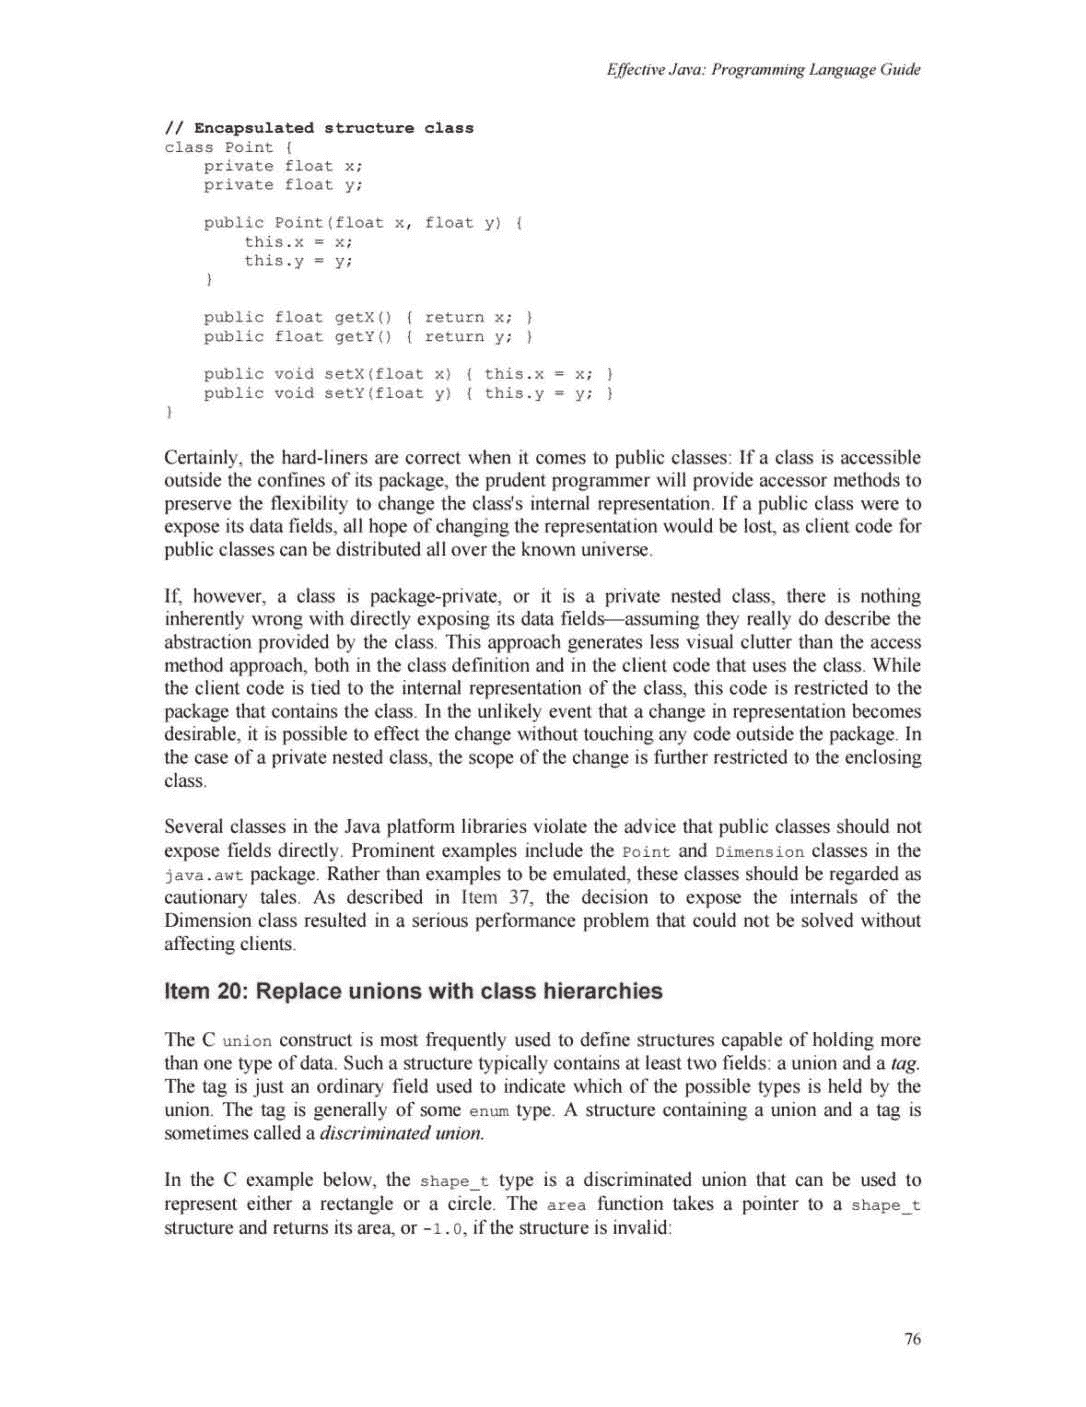 Effective Java: Programming Language Guide
// Encapsulated structure class
class Point {
    private float x;
    private float y;

    public Point(float x, float y) {
        this.x = x;
        this.y = y;
    }

    public float getX() { return x; }
    public float getY() { return y; }

    public void setX(float x) { this.x = x; }
    public void setY(float y) { this.y = y; }
}

Certainly, the hard-liners are correct when it comes to public classes: If a class is accessible
outside the confines of its package, the prudent programmer will provide accessor methods to
preserve the flexibility to change the class's internal representation. If a public class were to
expose its data fields, all hope of changing the representation would be lost, as client code for
public classes can be distributed all over the known universe.

If, however, a class is package-private, or it is a private nested class, there is nothing
inherently wrong with directly exposing its data fields—assuming they really do describe the
abstraction provided by the class. This approach generates less visual clutter than the access
method approach, both in the class definition and in the client code that uses the class. While
the client code is tied to the internal representation of the class, this code is restricted to the
package that contains the class. In the unlikely event that a change in representation becomes
desirable, it is possible to effect the change without touching any code outside the package. In
the case of a private nested class, the scope of the change is further restricted to the enclosing
class.

Several classes in the Java platform libraries violate the advice that public classes should not
expose fields directly. Prominent examples include the Point and Dimension classes in the
java.awt package. Rather than examples to be emulated, these classes should be regarded as
cautionary tales. As described in Item 37, the decision to expose the internals of the
Dimension class resulted in a serious performance problem that could not be solved without
affecting clients.

Item 20: Replace unions with class hierarchies

The C union construct is most frequently used to define structures capable of holding more
than one type of data. Such a structure typically contains at least two fields: a union and a tag.
The tag is just an ordinary field used to indicate which of the possible types is held by the
union. The tag is generally of some enum type. A structure containing a union and a tag is
sometimes called a discriminated union.

In the C example below, the shape_t type is a discriminated union that can be used to
represent either a rectangle or a circle. The area function takes a pointer to a shape_t
structure and returns its area, or -1.0, if the structure is invalid:

76